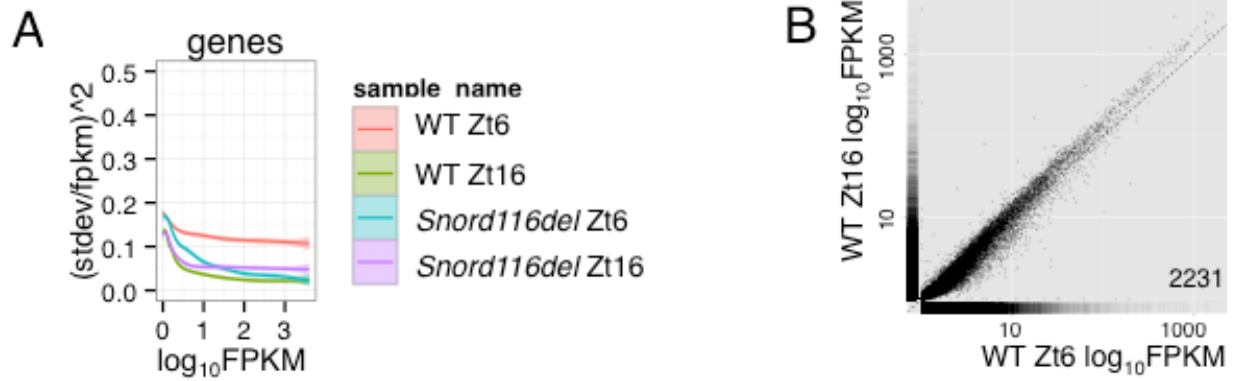 A
genes
(stdev/fpkm)^2
0.5
0.4
0.3
0.2
0.1
0.0
0 1 2 3
log₁₀FPKM
sample_name
WT Zt6
WT Zt16
Snord116del Zt6
Snord116del Zt16
B
WT Zt16 log₁₀FPKM
1000
10
2231
10 1000
WT Zt6 log₁₀FPKM